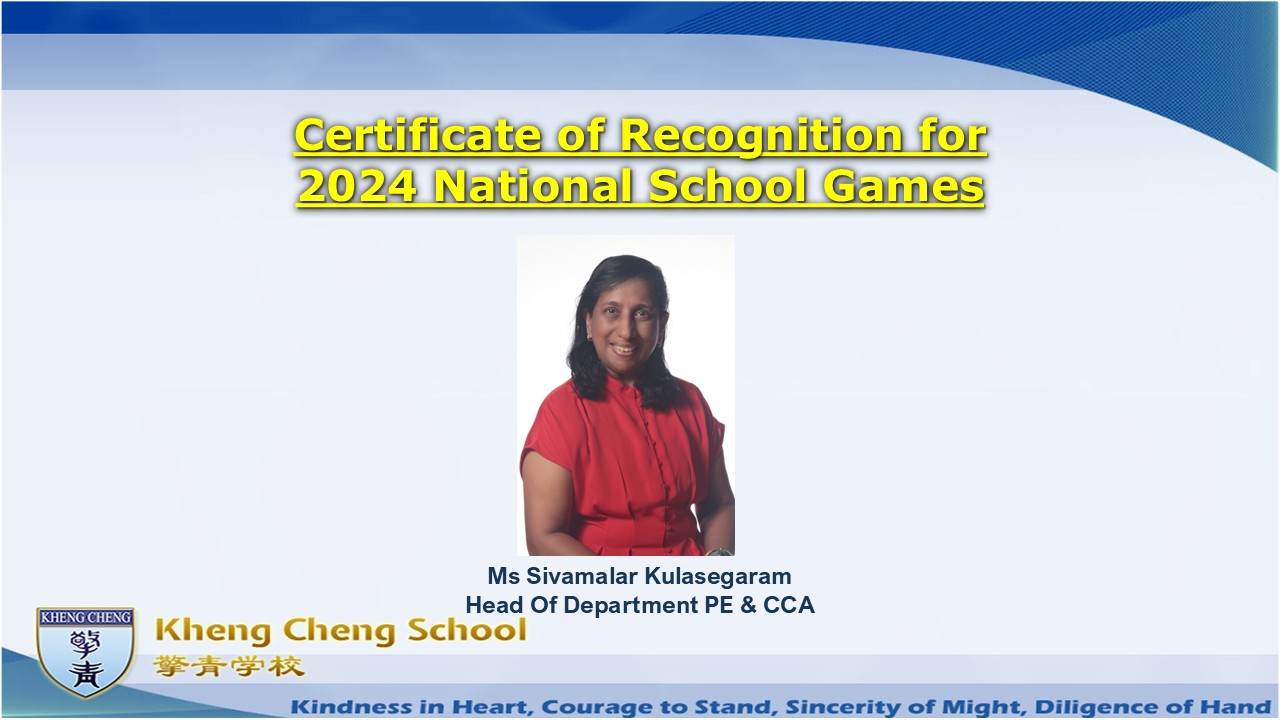 Certificate of Recognition for
2024 National School Games
Ms Sivamalar Kulasegaram
Head Of Department PE & CCA
KHENG CHENG
擎青
Kheng Cheng School
擎青学校
Kindness in Heart, Courage to Stand, Sincerity of Might, Diligence of Hand